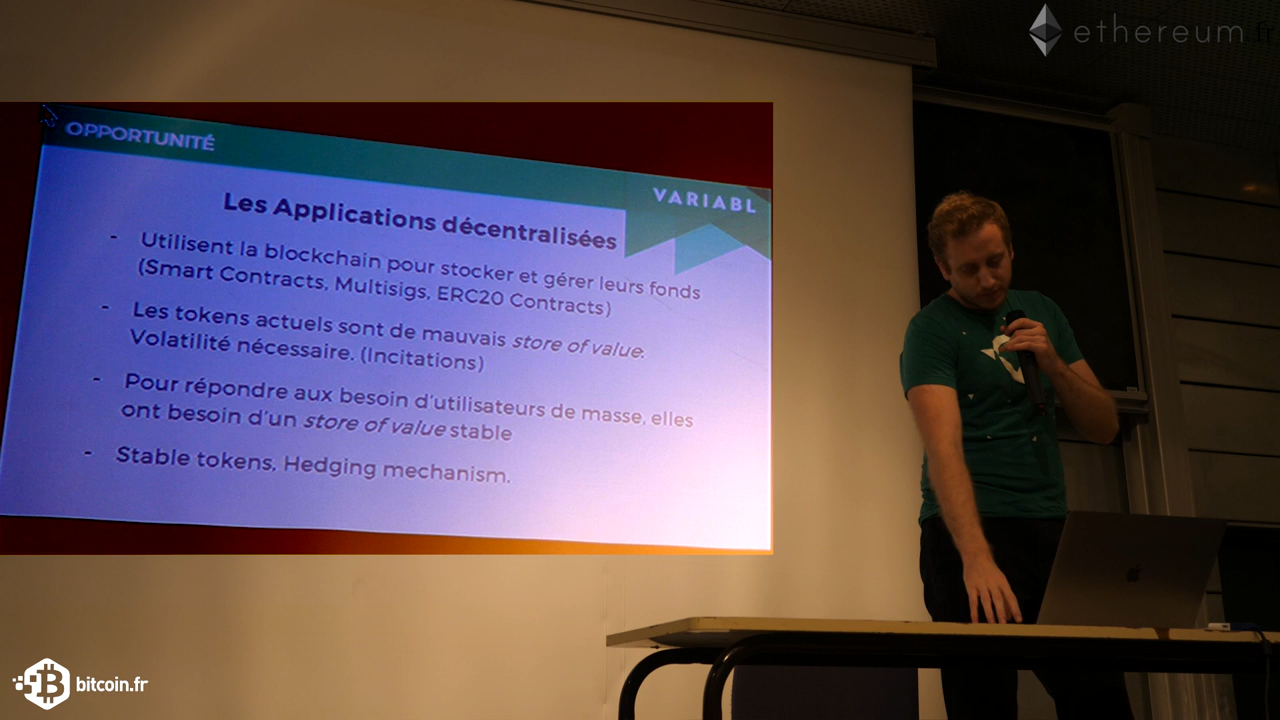 ethereum fr
OPPORTUNITÉ
VARIABL
Les Applications décentralisées
- Utilisent la blockchain pour stocker et gérer leurs fonds
(Smart Contracts, Multisigs, ERC20 Contracts)
- Les tokens actuels sont de mauvais store of value.
Volatilité nécessaire. (Incitations)
- Pour répondre aux besoin d'utilisateurs de masse, elles
ont besoin d'un store of value stable
- Stable tokens, Hedging mechanism.
bitcoin.fr